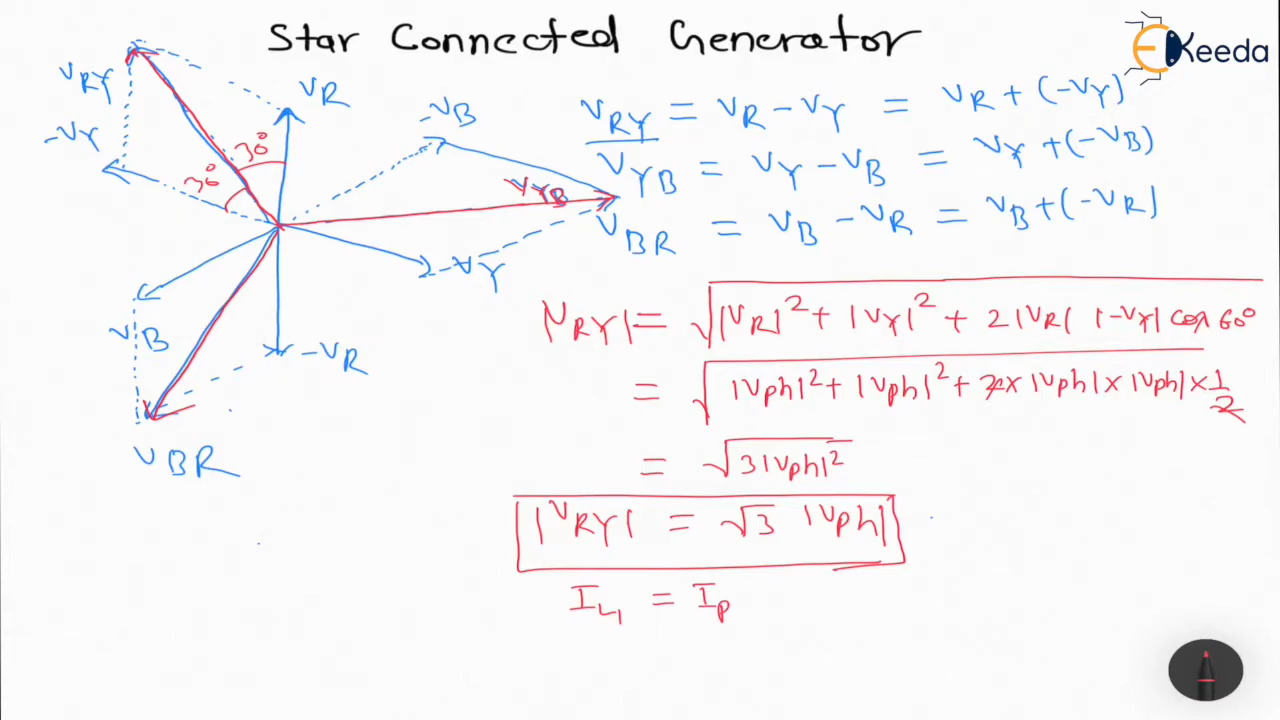 Star Connected Generator
EKeeda
VRY
VR
-VY
30°
30°
-VB
VYB
-VY
VB
-VR
VBR
VRY = VR - VY = VR + (-VY)
VYB = VY - VB = VY + (-VB)
VBR = VB - VR = VB + (-VR)
|VRY| = √|VR|² + |VY|² + 2|VR| |-VY| cos 60°
= √|Vph|² + |Vph|² + 2 × |Vph| × |Vph| × 1/2
= √3|Vph|²
|VRY| = √3 |Vph|
IL1 = Ip